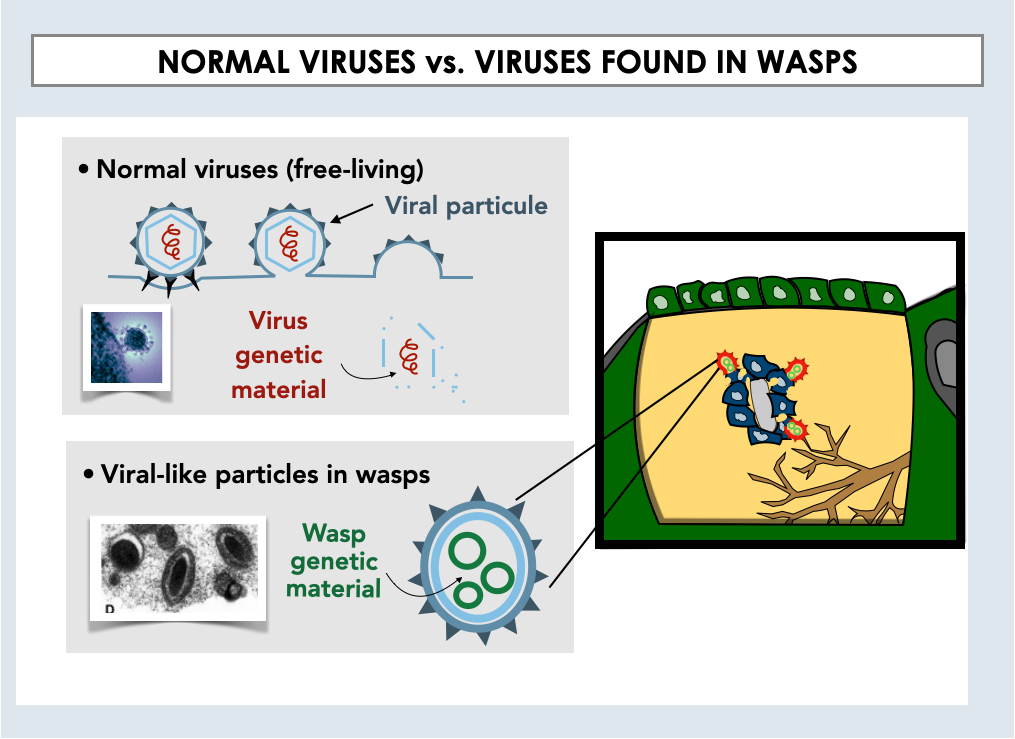 NORMAL VIRUSES vs. VIRUSES FOUND IN WASPS
• Normal viruses (free-living)
Viral particule
Virus
genetic
material
• Viral-like particles in wasps
Wasp
genetic
material
D